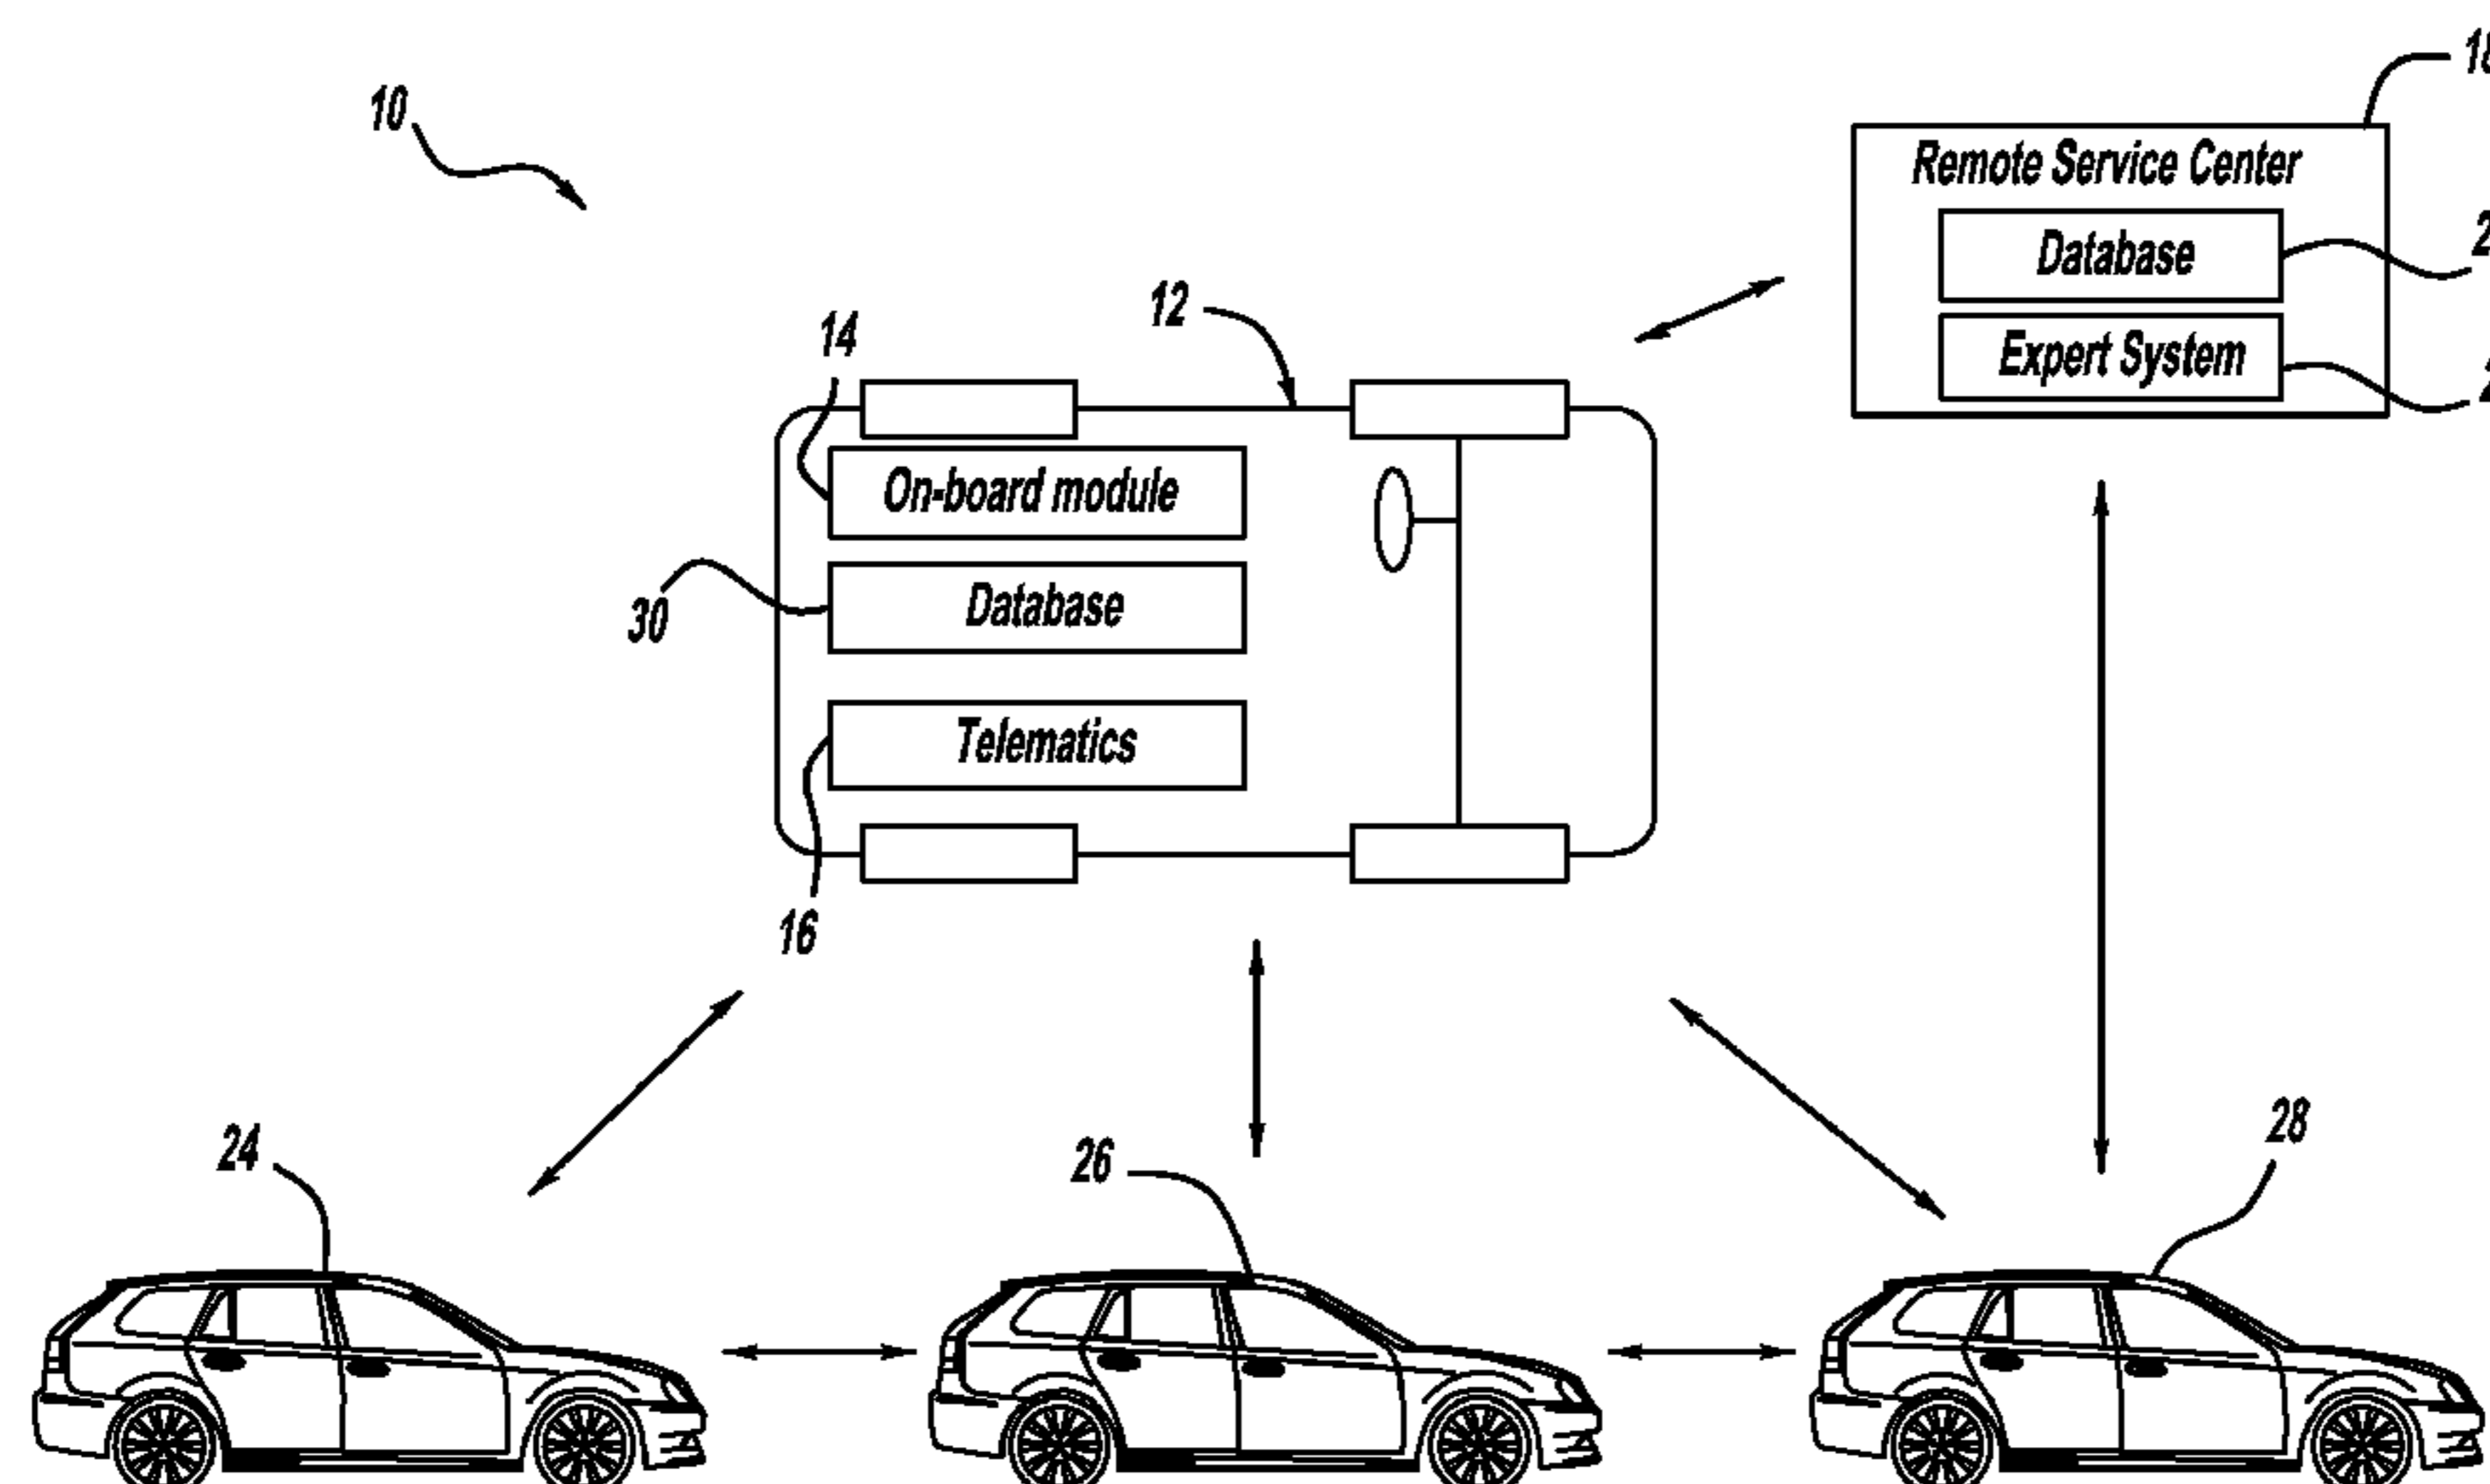 10
18
Remote Service Center
Database
Expert System
12
14
On-board module
30
Database
Telematics
16
24
26
28